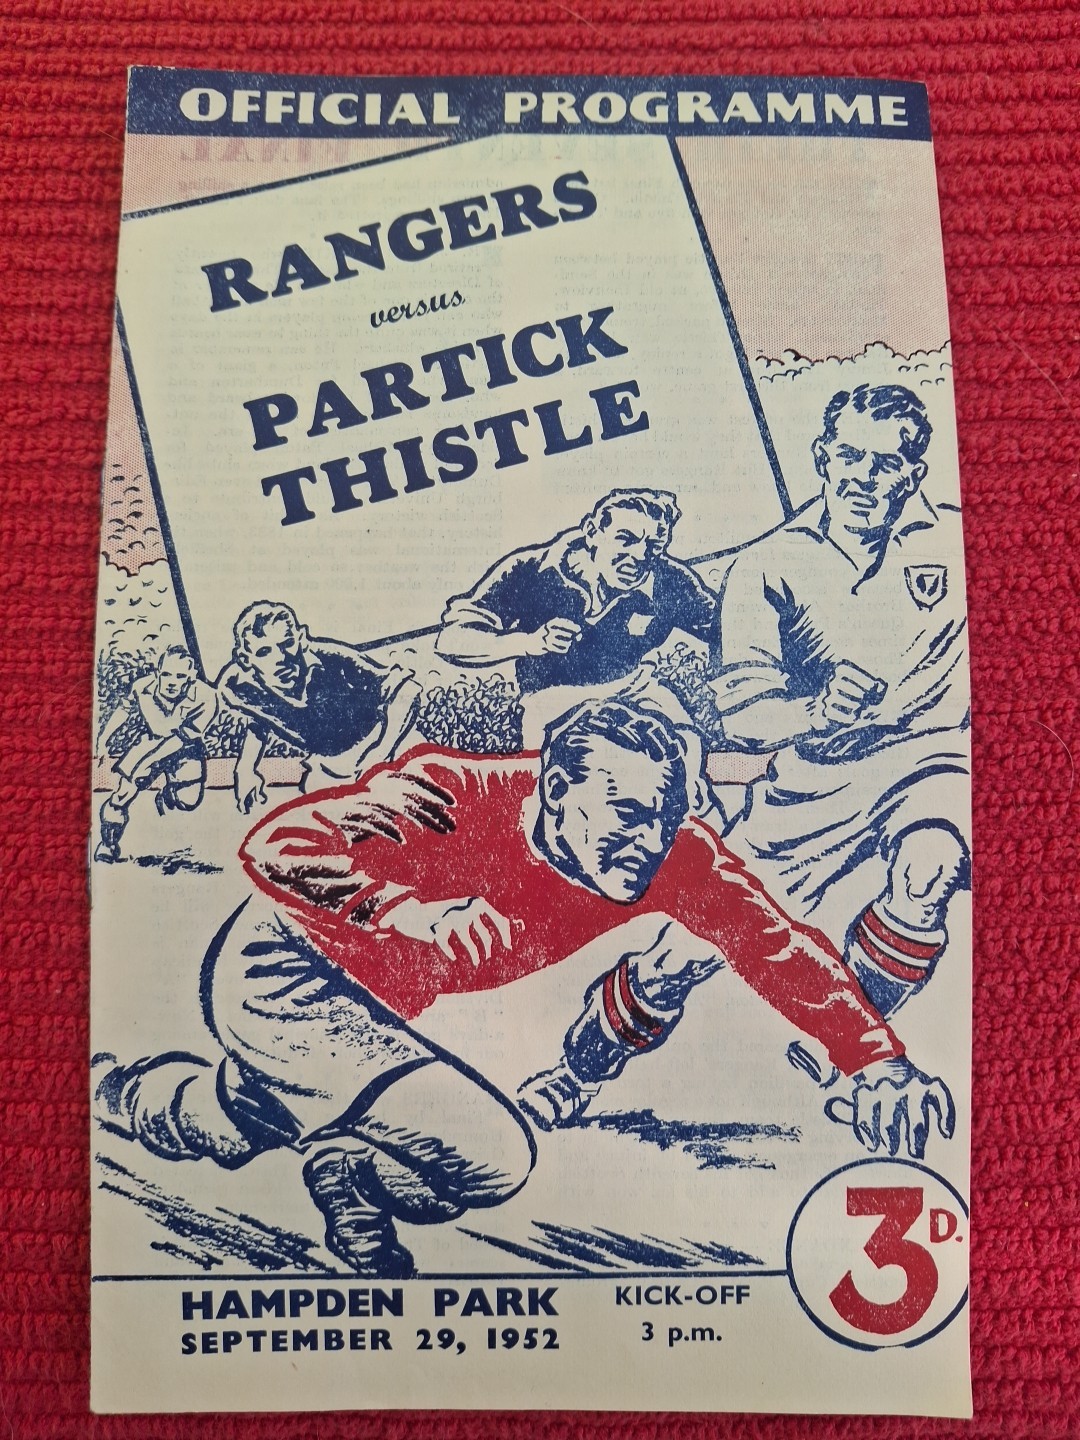 OFFICIAL PROGRAMME
RANGERS
versus
PARTICK
THISTLE
HAMPDEN PARK
SEPTEMBER 29, 1952
KICK-OFF
3 p.m.
3D.